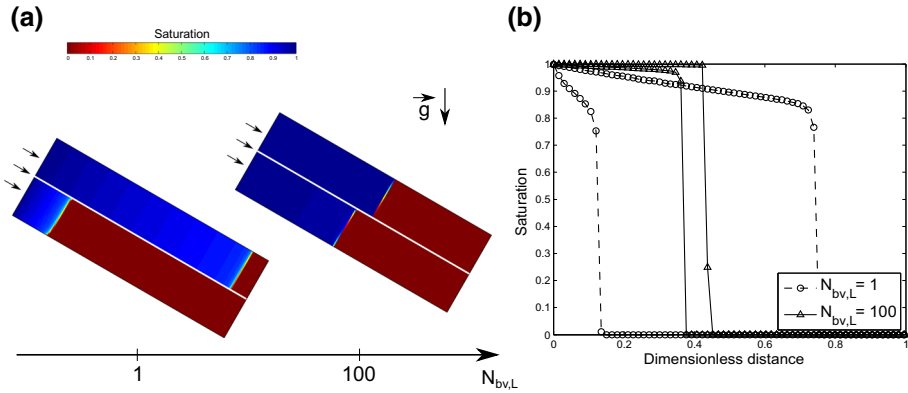 (a)
Saturation
0 0.1 0.2 0.3 0.4 0.5 0.6 0.7 0.8 0.9 1
g
1 100 N_bv,L
(b)
Saturation
1
0.9
0.8
0.7
0.6
0.5
0.4
0.3
0.2
0.1
0
0 0.2 0.4 0.6 0.8 1
Dimensionless distance
N_bv,L = 1
N_bv,L = 100